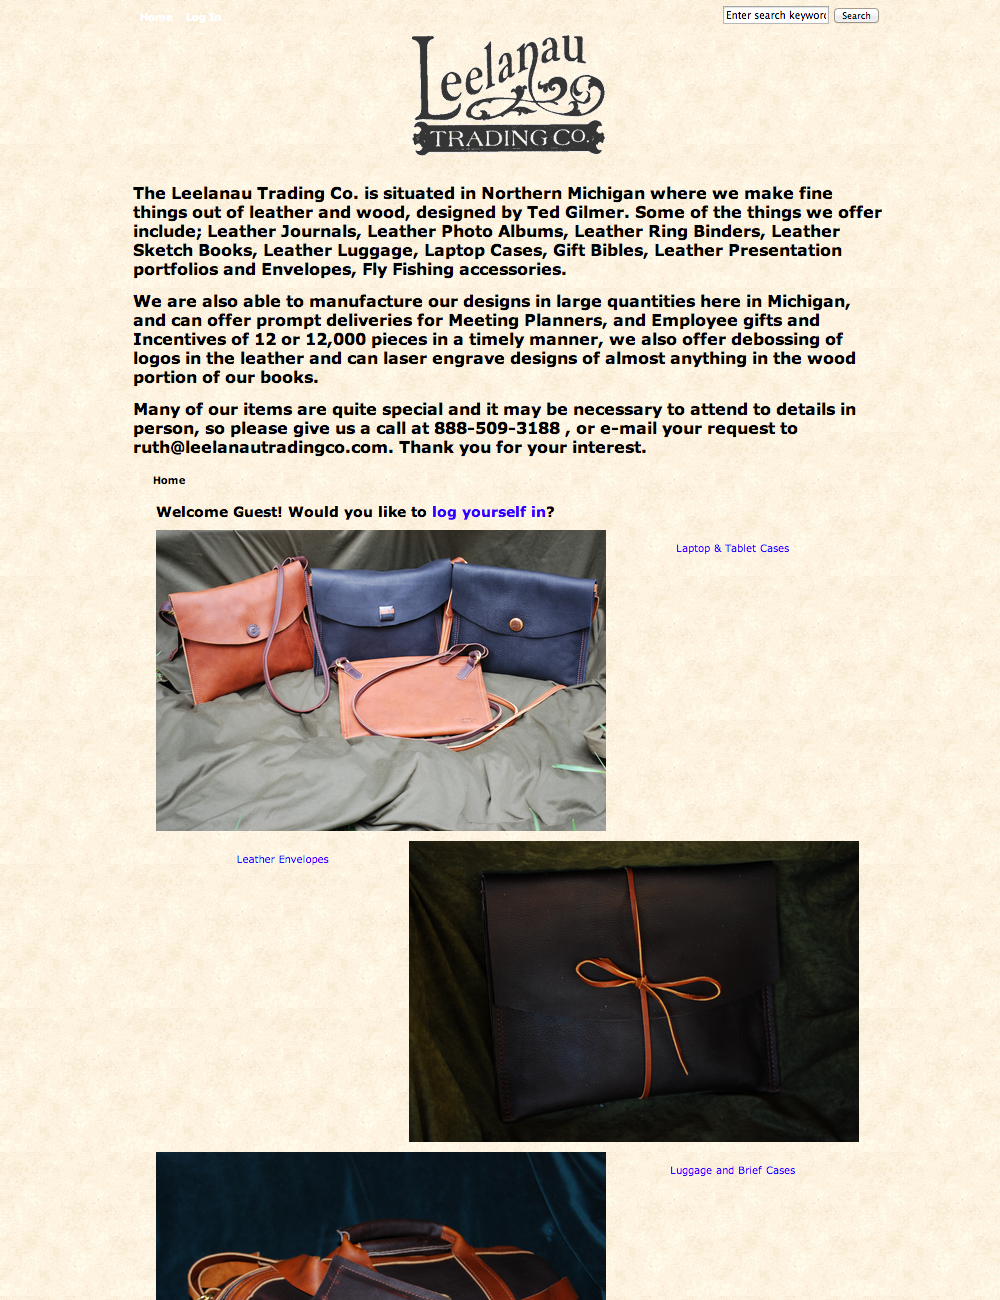 Home Log In
Enter search keyword Search
Leelanau
TRADING CO.
The Leelanau Trading Co. is situated in Northern Michigan where we make fine
things out of leather and wood, designed by Ted Gilmer. Some of the things we offer
include; Leather Journals, Leather Photo Albums, Leather Ring Binders, Leather
Sketch Books, Leather Luggage, Laptop Cases, Gift Bibles, Leather Presentation
portfolios and Envelopes, Fly Fishing accessories.
We are also able to manufacture our designs in large quantities here in Michigan,
and can offer prompt deliveries for Meeting Planners, and Employee gifts and
Incentives of 12 or 12,000 pieces in a timely manner, we also offer debossing of
logos in the leather and can laser engrave designs of almost anything in the wood
portion of our books.
Many of our items are quite special and it may be necessary to attend to details in
person, so please give us a call at 888-509-3188 , or e-mail your request to
ruth@leelanautradingco.com. Thank you for your interest.
Home
Welcome Guest! Would you like to log yourself in?
Laptop & Tablet Cases
Leather Envelopes
Luggage and Brief Cases